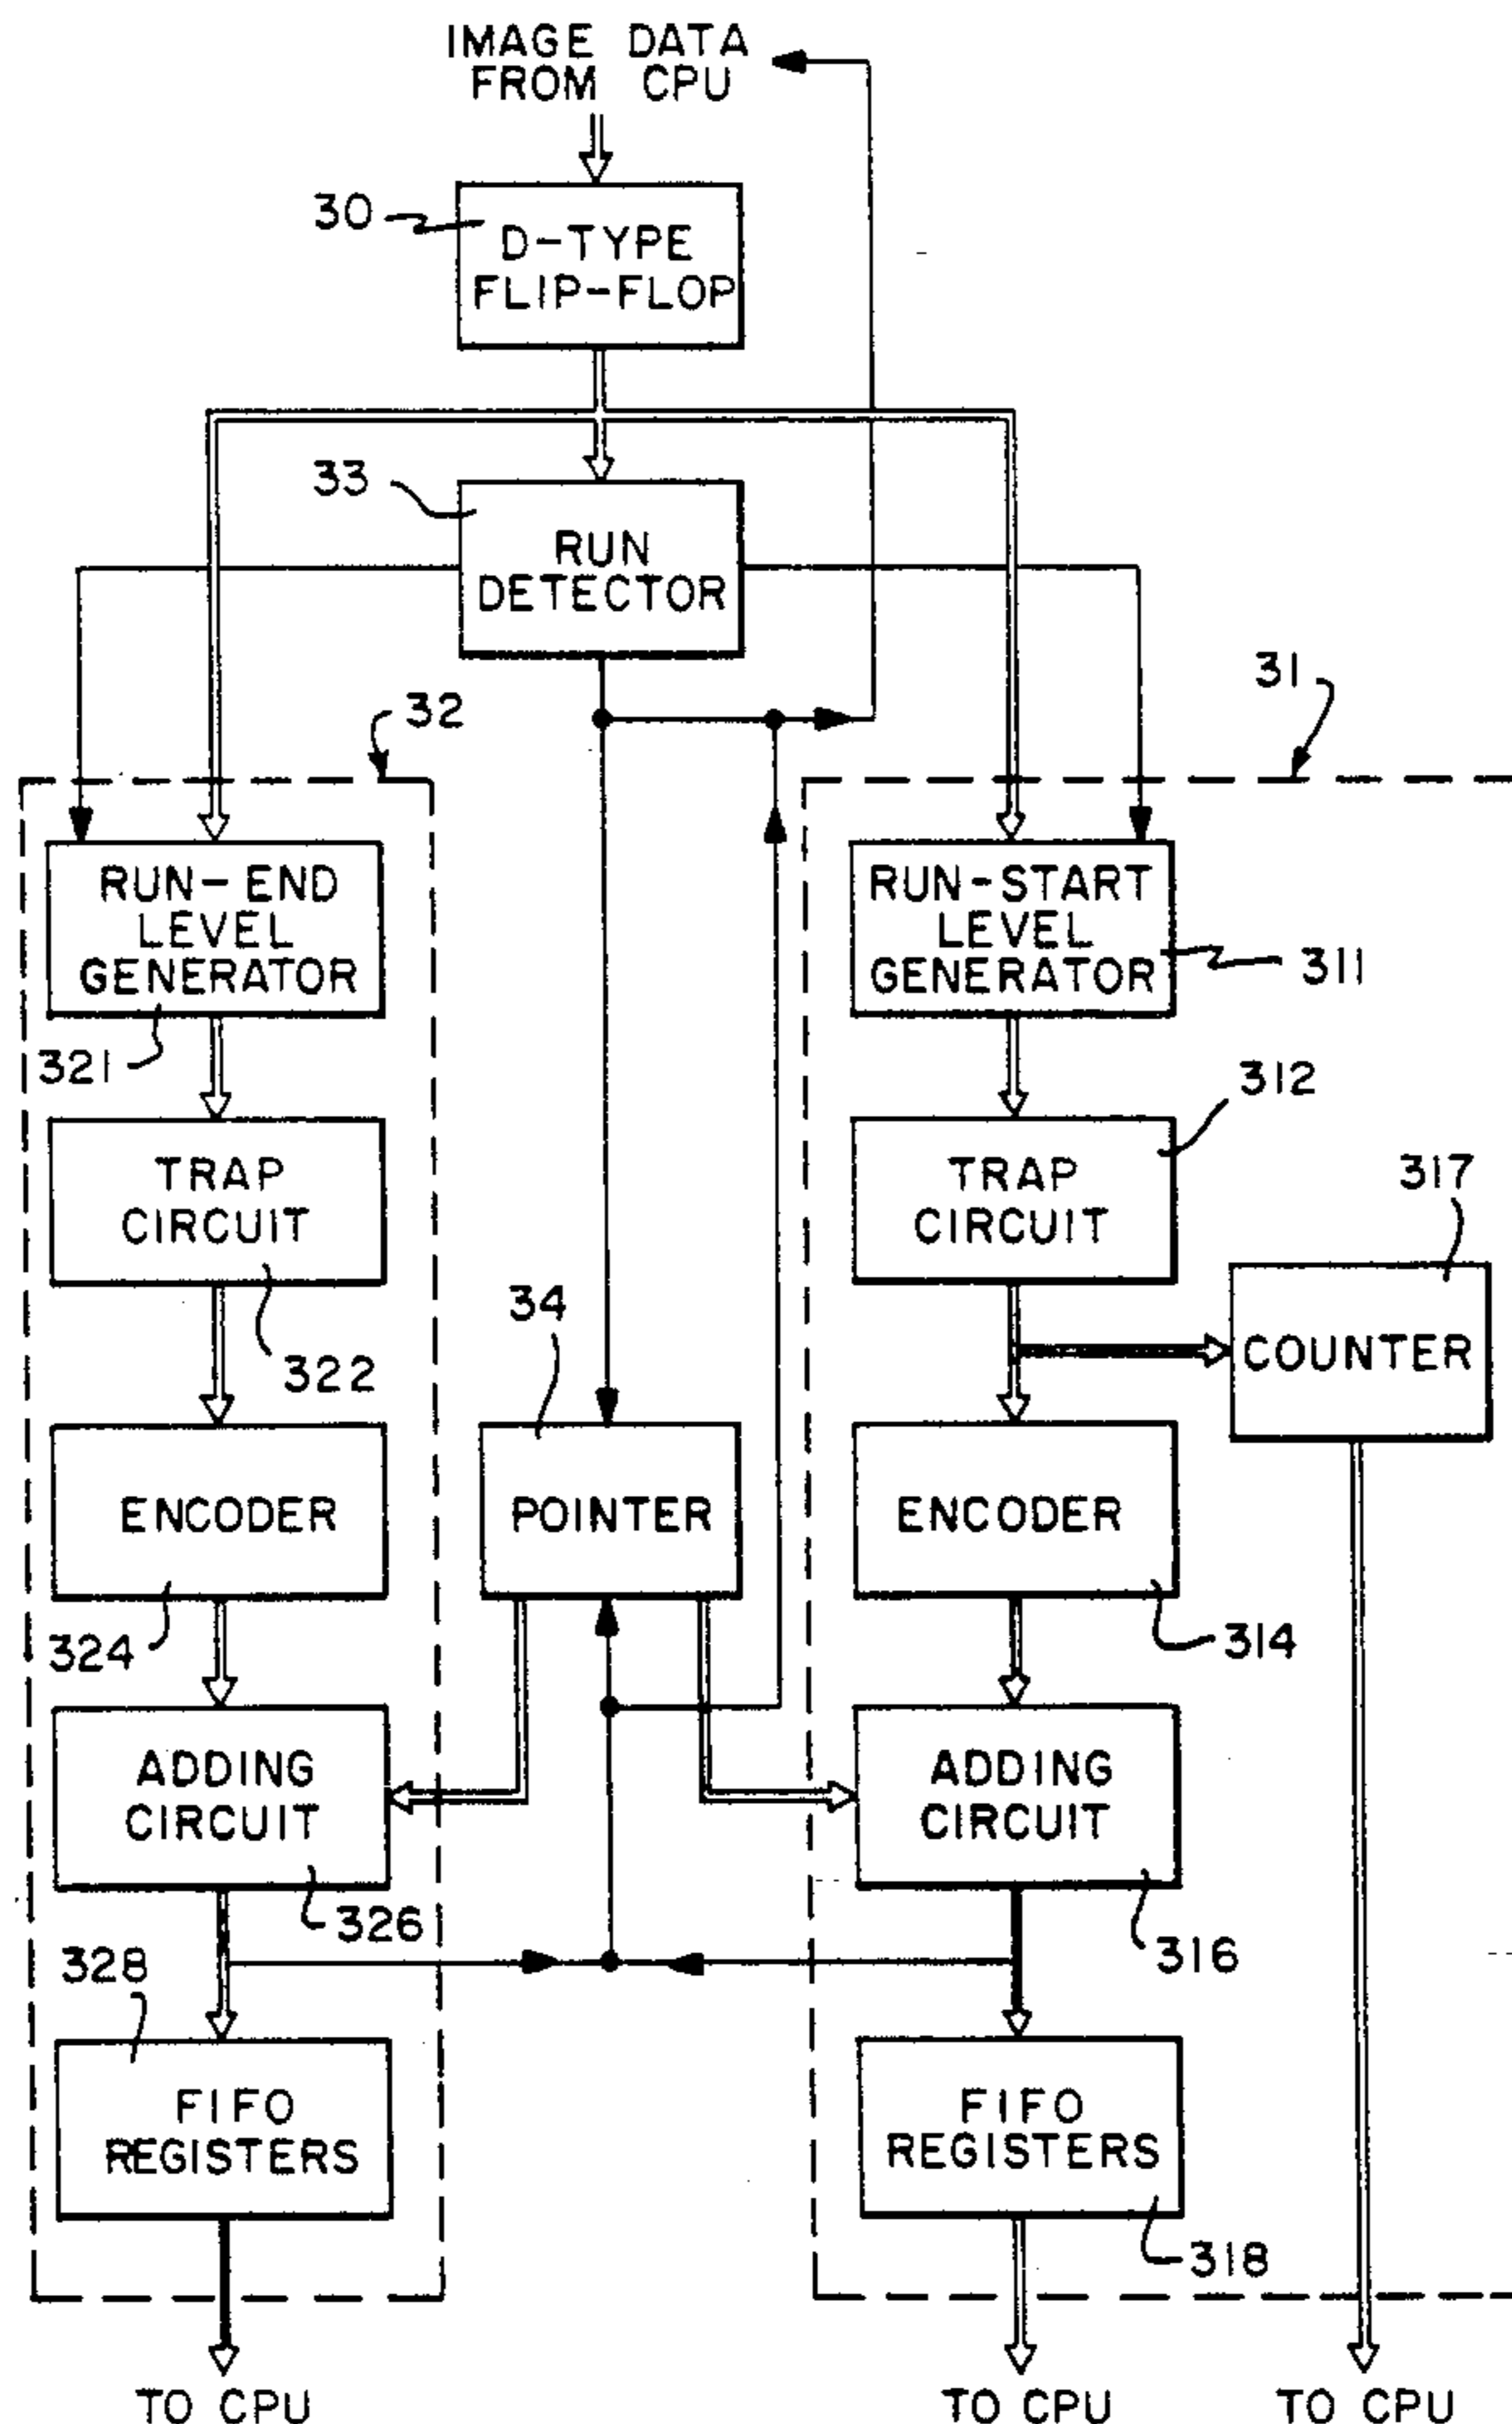 IMAGE DATA
FROM CPU
30
D-TYPE
FLIP-FLOP
33
RUN
DETECTOR
32
31
RUN-END
LEVEL
GENERATOR
321
RUN-START
LEVEL
GENERATOR
311
TRAP
CIRCUIT
322
TRAP
CIRCUIT
312
317
COUNTER
34
ENCODER
324
POINTER
ENCODER
314
ADDING
CIRCUIT
326
ADDING
CIRCUIT
316
328
FIFO
REGISTERS
FIFO
REGISTERS
318
TO CPU
TO CPU
TO CPU